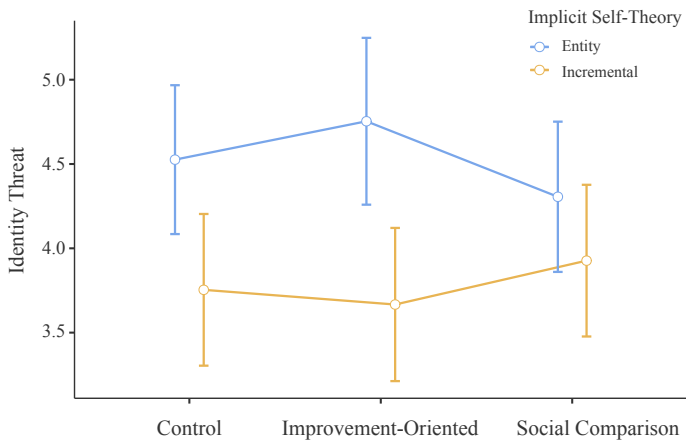 Implicit Self-Theory
Entity
Incremental
Identity Threat
5.0
4.5
4.0
3.5
Control
Improvement-Oriented
Social Comparison